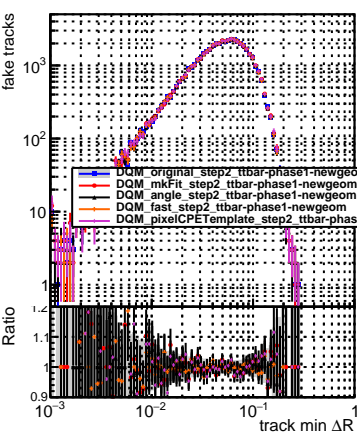 fake tracks
10³
10²
10
1
DQM_original_step2_ttbar-phase1-newgeom
DQM_mkFit_step2_ttbar-phase1-newgeom
DQM_angle_step2_ttbar-phase1-newgeom
DQM_fast_step2_ttbar-phase1-newgeom
DQM_pixelCPETemplate_step2_ttbar-phas
Ratio
1.2
1.1
1
0.9
10⁻³ 10⁻² 10⁻¹ 1
track min ΔR